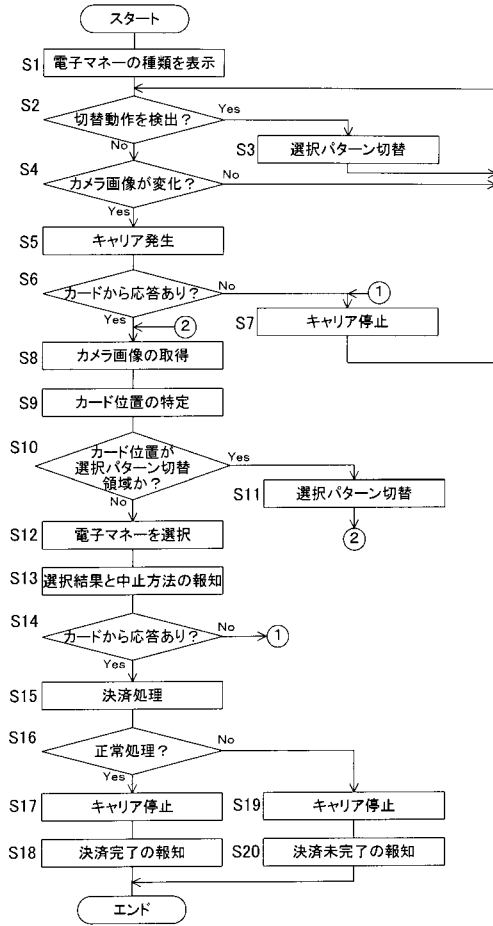 スタート
S1 電子マネーの種類を表示
S2 切替動作を検出？ Yes
No
S3 選択パターン切替
S4 カメラ画像が変化？ No
Yes
S5 キャリア発生
S6 カードから応答あり？ No
Yes
①
②
S7 キャリア停止
S8 カメラ画像の取得
S9 カード位置の特定
S10 カード位置が
選択パターン切替
領域か？
Yes
No
S11 選択パターン切替
②
S12 電子マネーを選択
S13 選択結果と中止方法の報知
S14 カードから応答あり？ No ①
Yes
S15 決済処理
S16 正常処理？ No
Yes
S17 キャリア停止
S19 キャリア停止
S18 決済完了の報知
S20 決済未完了の報知
エンド